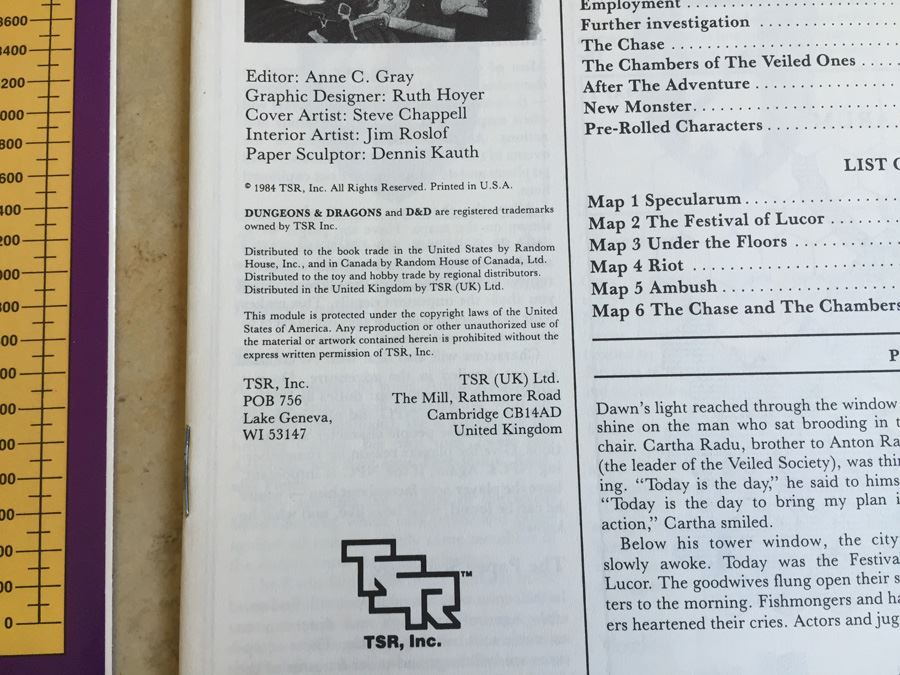 3600
3400
3200
Editor: Anne C. Gray
Graphic Designer: Ruth Hoyer
Cover Artist: Steve Chappell
Interior Artist: Jim Roslof
Paper Sculptor: Dennis Kauth
© 1984 TSR, Inc. All Rights Reserved. Printed in U.S.A.
DUNGEONS & DRAGONS and D&D are registered trademarks
owned by TSR Inc.
Distributed to the book trade in the United States by Random
House, Inc., and in Canada by Random House of Canada, Ltd.
Distributed to the toy and hobby trade by regional distributors.
Distributed in the United Kingdom by TSR (UK) Ltd.
This module is protected under the copyright laws of the United
States of America. Any reproduction or other unauthorized use of
the material or artwork contained herein is prohibited without the
express written permission of TSR, Inc.
TSR, Inc.
POB 756
Lake Geneva,
WI 53147
TSR (UK) Ltd.
The Mill, Rathmore Road
Cambridge CB14AD
United Kingdom
TSR™
TSR, Inc.
Employment
Further investigation
The Chase
The Chambers of The Veiled Ones
After The Adventure
New Monster
Pre-Rolled Characters
LIST
Map 1 Specularum
Map 2 The Festival of Lucor
Map 3 Under the Floors
Map 4 Riot
Map 5 Ambush
Map 6 The Chase and The Chambers
P
Dawn's light reached through the window
shine on the man who sat brooding in
chair. Cartha Radu, brother to Anton
(the leader of the Veiled Society), was
ing. "Today is the day," he said to
"Today is the day to bring my plan
action," Cartha smiled.
Below his tower window, the city
slowly awoke. Today was the
Lucor. The goodwives flung open their
ters to the morning. Fishmongers and
ers heartened their cries. Actors and
0